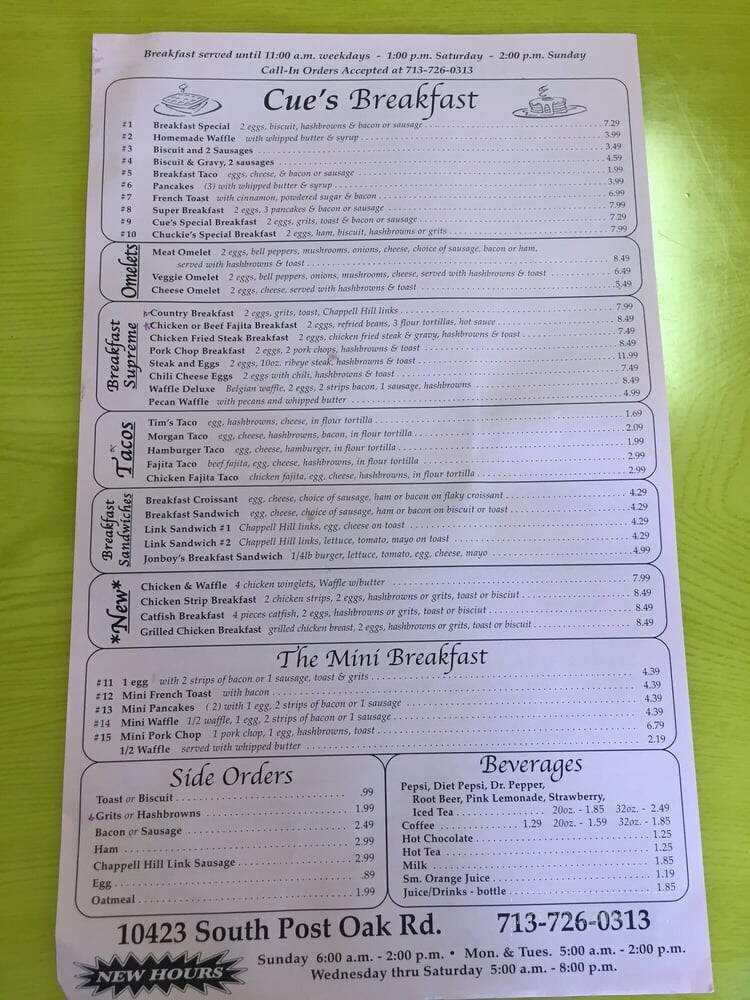 Breakfast served until 11:00 a.m. weekdays - 1:00 p.m. Saturday - 2:00 p.m. Sunday
Call-In Orders Accepted at 713-726-0313
Cue's Breakfast
#1 Breakfast Special 2 eggs, biscuit, hashbrowns & bacon or sausage 7.29
#2 Homemade Waffle with whipped butter & syrup 3.99
#3 Biscuit and 2 Sausages 3.49
#4 Biscuit & Gravy, 2 sausages 4.59
#5 Breakfast Taco eggs, cheese, & bacon or sausage 1.99
#6 Pancakes (3) with whipped butter & syrup 3.99
#7 French Toast with cinnamon, powdered sugar & bacon 6.99
#8 Super Breakfast 2 eggs, 3 pancakes & bacon or sausage 7.99
#9 Cue's Special Breakfast 2 eggs, grits, toast & bacon or sausage 7.29
#10 Chuckie's Special Breakfast 2 eggs, ham, biscuit, hashbrowns or grits 7.99
Omelets
Meat Omelet 2 eggs, bell peppers, mushrooms, onions, cheese, choice of sausage, bacon or ham,
served with hashbrowns & toast 8.49
Veggie Omelet 2 eggs, bell peppers, onions, mushrooms, cheese, served with hashbrowns & toast 6.49
Cheese Omelet 2 eggs, cheese, served with hashbrowns & toast 5.49
Breakfast
Supreme
Country Breakfast 2 eggs, grits, toast, Chappell Hill links 7.99
Chicken or Beef Fajita Breakfast 2 eggs, refried beans, 3 flour tortillas, hot sauce 8.49
Chicken Fried Steak Breakfast 2 eggs, chicken fried steak & gravy, hashbrowns & toast 7.49
Pork Chop Breakfast 2 eggs, 2 pork chops, hashbrowns & toast 8.49
Steak and Eggs 2 eggs, 10oz. ribeye steak, hashbrowns & toast 11.99
Chili Cheese Eggs 2 eggs with chili, hashbrowns & toast 7.49
Waffle Deluxe Belgian waffle, 2 eggs, 2 strips bacon, 1 sausage, hashbrowns 8.49
Pecan Waffle with pecans and whipped butter 4.99
Tacos
Tim's Taco egg, hashbrowns, cheese, in flour tortilla 1.69
Morgan Taco egg, cheese, hashbrowns, bacon, in flour tortilla 2.09
Hamburger Taco egg, cheese, hamburger, in flour tortilla 1.99
Fajita Taco beef fajita, egg, cheese, hashbrowns, in flour tortilla 2.99
Chicken Fajita Taco chicken fajita, egg, cheese, hashbrowns, in flour tortilla 2.99
Breakfast
Sandwiches
Breakfast Croissant egg, cheese, choice of sausage, ham or bacon on flaky croissant 4.29
Breakfast Sandwich egg, cheese, choice of sausage, ham or bacon on biscuit or toast 4.29
Link Sandwich #1 Chappell Hill links, egg, cheese on toast 4.29
Link Sandwich #2 Chappell Hill links, lettuce, tomato, mayo on toast 4.29
Jonboy's Breakfast Sandwich 1/4lb burger, lettuce, tomato, egg, cheese, mayo 4.99
*New*
Chicken & Waffle 4 chicken winglets, Waffle w/butter 7.99
Chicken Strip Breakfast 2 chicken strips, 2 eggs, hashbrowns or grits, toast or bisciut 8.49
Catfish Breakfast 4 pieces catfish, 2 eggs, hashbrowns or grits, toast or bisciut 8.49
Grilled Chicken Breakfast grilled chicken breast, 2 eggs, hashbrowns or grits, toast or biscuit 8.49
The Mini Breakfast
#11 1 egg with 2 strips of bacon or 1 sausage, toast & grits 4.39
#12 Mini French Toast with bacon 4.39
#13 Mini Pancakes ( 2) with 1 egg, 2 strips of bacon or 1 sausage 4.39
#14 Mini Waffle 1/2 waffle, 1 egg, 2 strips of bacon or 1 sausage 4.39
#15 Mini Pork Chop 1 pork chop, 1 egg, hashbrowns, toast 6.79
1/2 Waffle served with whipped butter 2.19
Side Orders
Toast or Biscuit .99
Grits or Hashbrowns 1.99
Bacon or Sausage 2.49
Ham 2.99
Chappell Hill Link Sausage 2.99
Egg .89
Oatmeal 1.99
Beverages
Pepsi, Diet Pepsi, Dr. Pepper,
Root Beer, Pink Lemonade, Strawberry,
Iced Tea 20oz. - 1.85 32oz. - 2.49
Coffee 1.29 20oz. - 1.59 32oz. - 1.85
Hot Chocolate 1.25
Hot Tea 1.25
Milk 1.85
Sm. Orange Juice 1.19
Juice/Drinks - bottle 1.85
10423 South Post Oak Rd. 713-726-0313
NEW HOURS
Sunday 6:00 a.m. - 2:00 p.m. • Mon. & Tues. 5:00 a.m. - 2:00 p.m.
Wednesday thru Saturday 5:00 a.m. - 8:00 p.m.